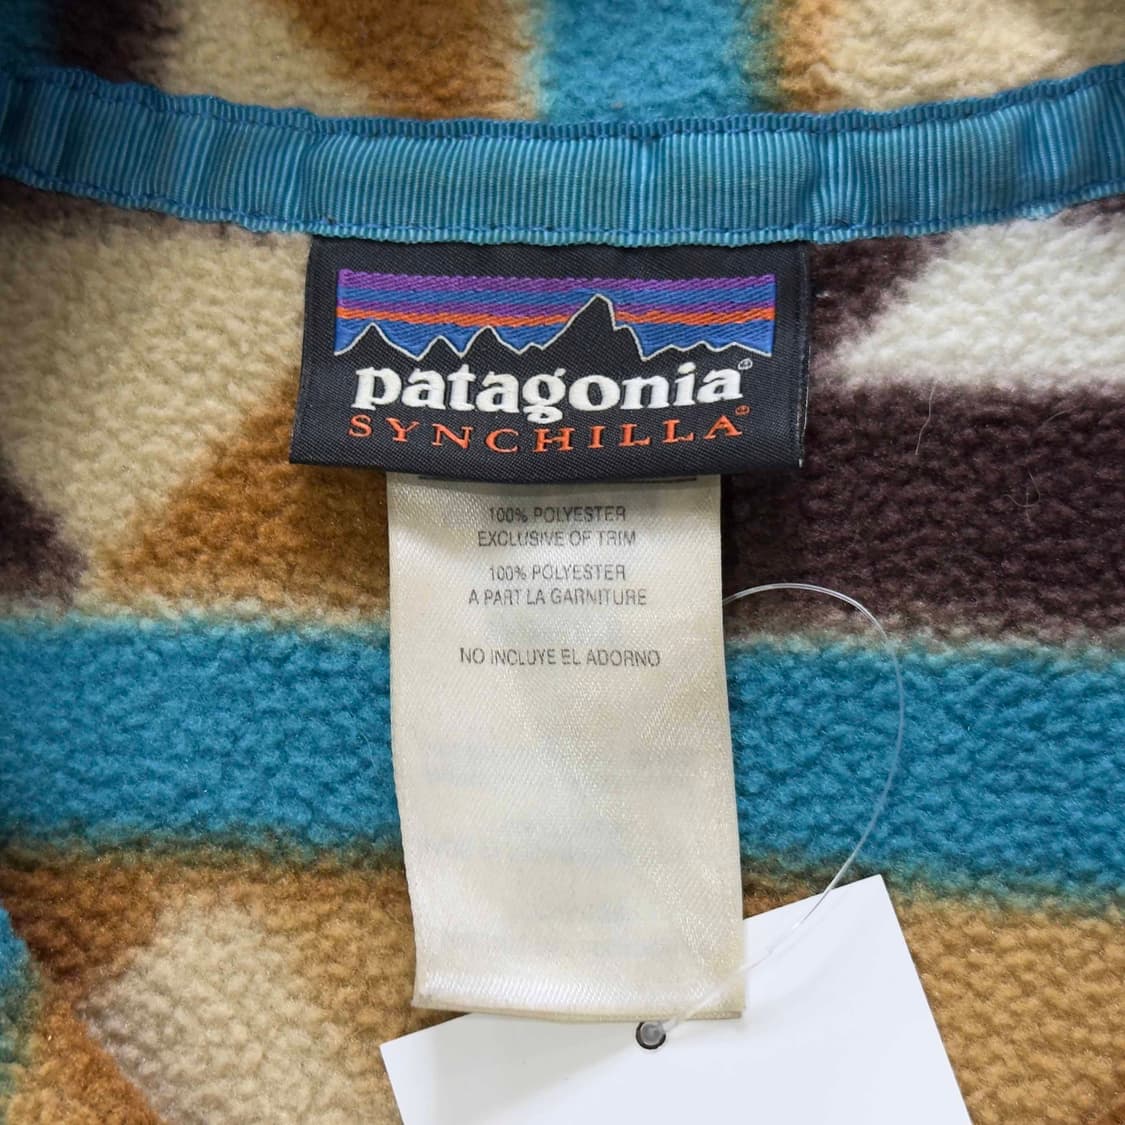 patagonia®
SYNCHILLA®
100% POLYESTER
EXCLUSIVE OF TRIM
100% POLYESTER
A PART LA GARNITURE
NO INCLUYE EL ADORNO